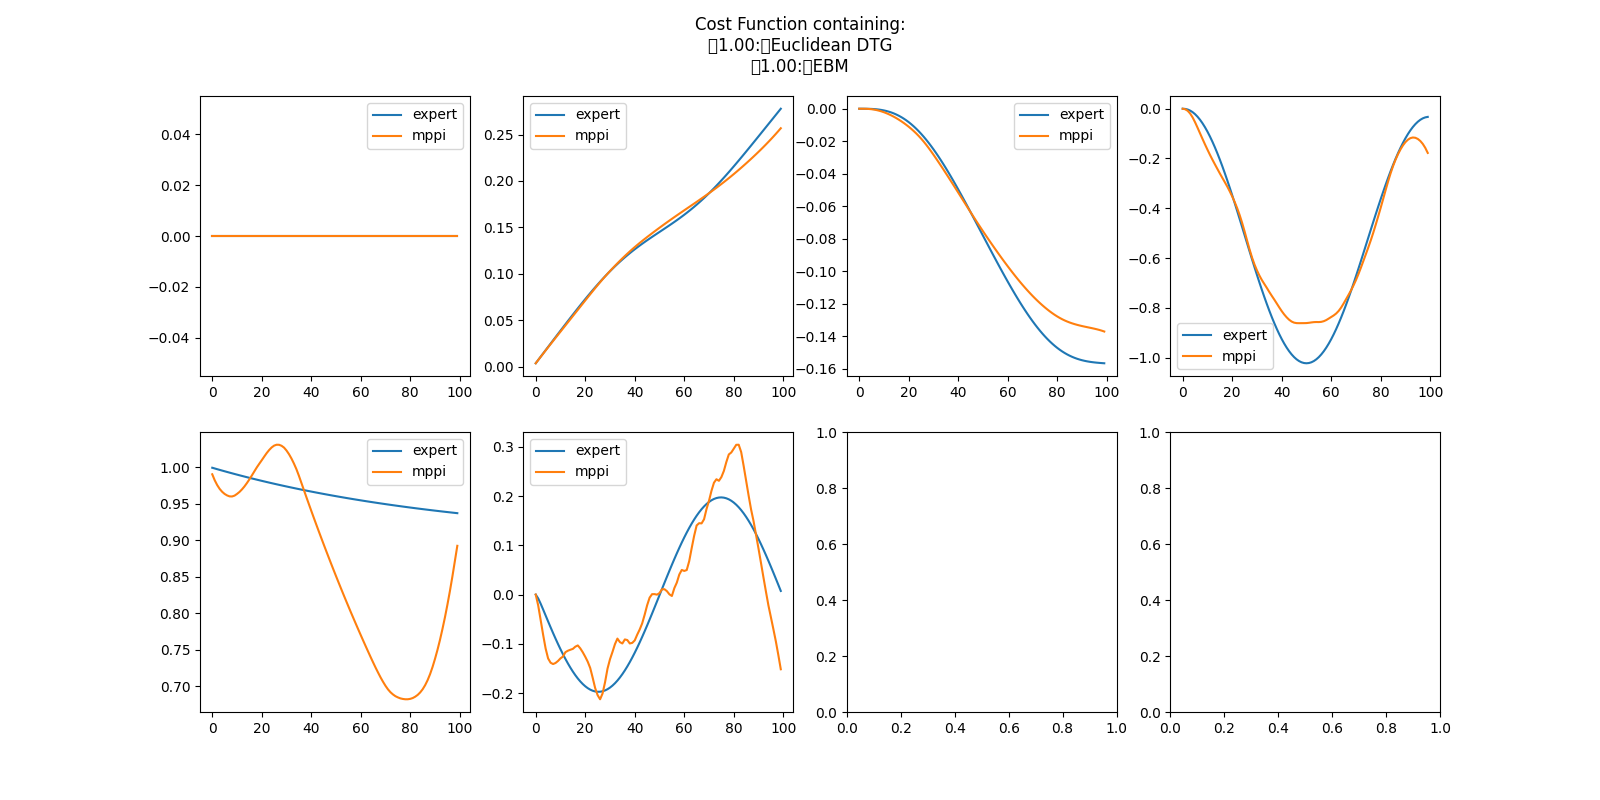 Cost Function containing:
1.00: Euclidean DTG
1.00: EBM
expert
mppi
0.04
0.02
0.00
−0.02
−0.04
0 20 40 60 80 100
expert
mppi
0.25
0.20
0.15
0.10
0.05
0.00
0 20 40 60 80 100
expert
mppi
0.00
−0.02
−0.04
−0.06
−0.08
−0.10
−0.12
−0.14
−0.16
0 20 40 60 80 100
0.0
−0.2
−0.4
−0.6
−0.8
−1.0
expert
mppi
0 20 40 60 80 100
expert
mppi
1.00
0.95
0.90
0.85
0.80
0.75
0.70
0 20 40 60 80 100
expert
mppi
0.3
0.2
0.1
0.0
−0.1
−0.2
0 20 40 60 80 100
1.0
0.8
0.6
0.4
0.2
0.0
0.0 0.2 0.4 0.6 0.8 1.0
1.0
0.8
0.6
0.4
0.2
0.0
0.0 0.2 0.4 0.6 0.8 1.0